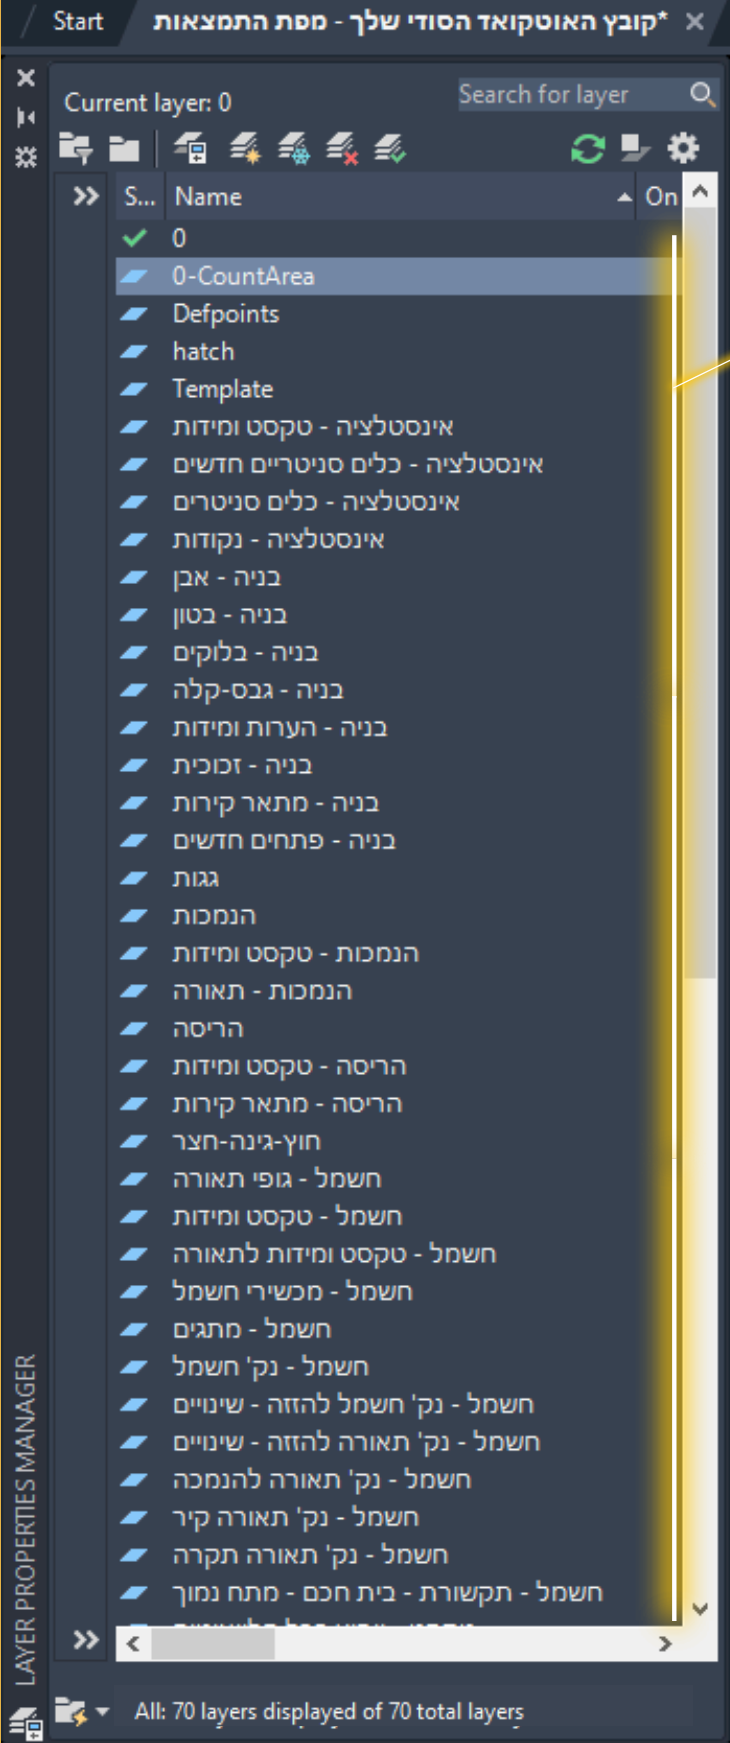 Start
*קובץ האוטוקואד הסודי שלך - מפת התמצאות
Current layer: 0
Search for layer
S... Name On
0
0-CountArea
Defpoints
hatch
Template
אינסטלציה - טקסט ומידות
אינסטלציה - כלים סניטריים חדשים
אינסטלציה - כלים סניטרים
אינסטלציה - נקודות
בניה - אבן
בניה - בטון
בניה - בלוקים
בניה - גבס-קלה
בניה - הערות ומידות
בניה - זכוכית
בניה - מתאר קירות
בניה - פתחים חדשים
גגות
הנמכות
הנמכות - טקסט ומידות
הנמכות - תאורה
הריסה
הריסה - טקסט ומידות
הריסה - מתאר קירות
חוץ-גינה-חצר
חשמל - גופי תאורה
חשמל - טקסט ומידות
חשמל - טקסט ומידות לתאורה
חשמל - מכשירי חשמל
חשמל - מתגים
חשמל - נק' חשמל
חשמל - נק' חשמל להזזה - שינויים
חשמל - נק' תאורה להזזה - שינויים
חשמל - נק' תאורה להנמכה
חשמל - נק' תאורה קיר
חשמל - נק' תאורה תקרה
חשמל - תקשורת - בית חכם - מתח נמוך
LAYER PROPERTIES MANAGER
All: 70 layers displayed of 70 total layers